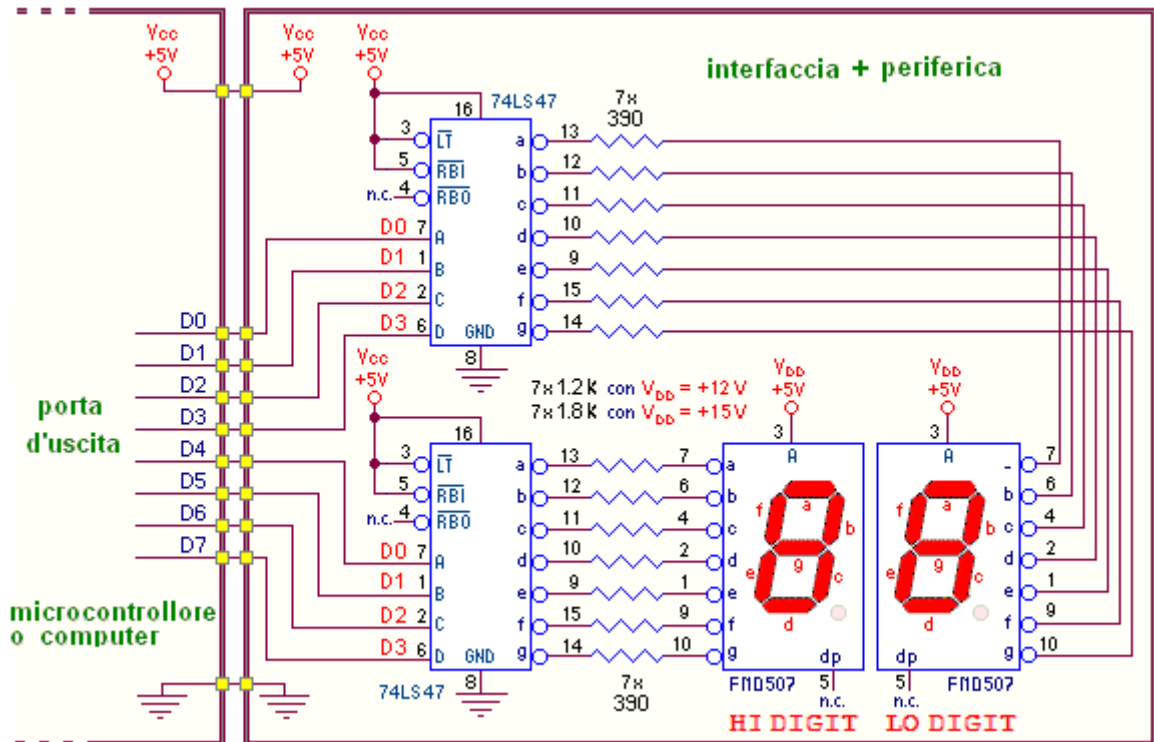 Vcc
+5V
Vcc
+5V
Vcc
+5V
interfaccia + periferica
74LS47
7x
390
16
3
LT
5
RBI
n.c. 4
RBO
D0 7 A
D1 1 B
D2 2 C
D3 6 D
GND
8
a 13
b 12
c 11
d 10
e 9
f 15
g 14
D0
D1
D2
D3
D4
D5
D6
D7
porta
d'uscita
microcontrollore
o computer
Vcc
+5V
7x 1.2 k con VDD = +12 V
7x 1.8 k con VDD = +15 V
16
3
LT
5
RBI
n.c. 4
RBO
D0 7 A
D1 1 B
D2 2 C
D3 6 D
GND
8
74LS47
a 13
b 12
c 11
d 10
e 9
f 15
g 14
7x
390
VDD
+5V
3
A
7 a
6 b
4 c
2 d
1 e
9 f
10 g
a
f
b
g
e
c
d
dp
5
n.c.
FND507
HI DIGIT
VDD
+5V
3
A
- 7
b 6
c 4
d 2
e 1
f 9
g 10
a
f
b
g
e
c
d
dp
5
n.c.
FND507
LO DIGIT